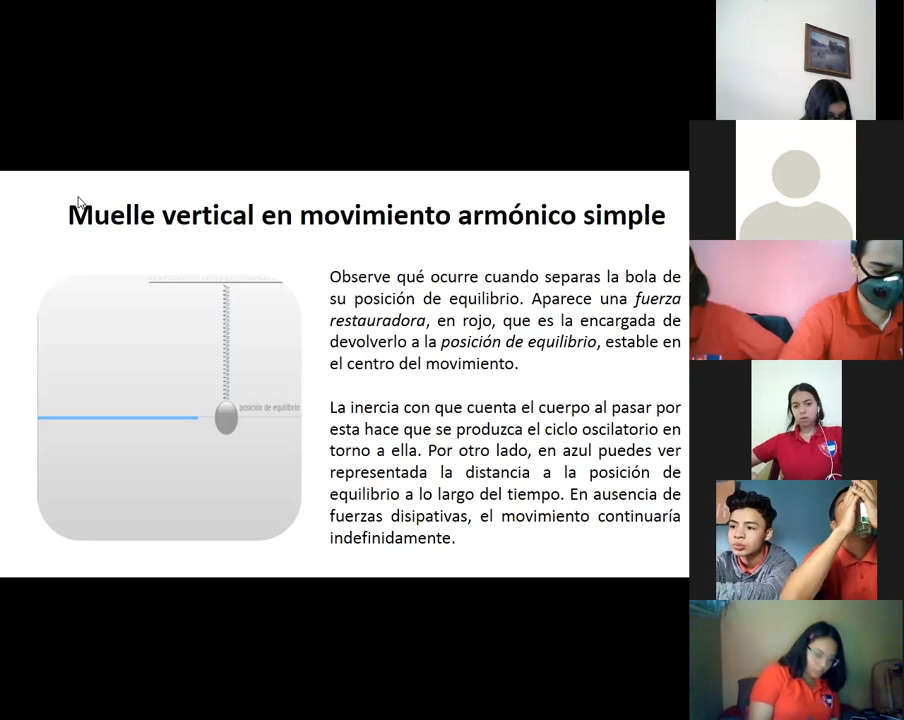 Muelle vertical en movimiento armónico simple
Observe qué ocurre cuando separas la bola de
su posición de equilibrio. Aparece una fuerza
restauradora, en rojo, que es la encargada de
devolverlo a la posición de equilibrio, estable en
el centro del movimiento.
La inercia con que cuenta el cuerpo al pasar por
esta hace que se produzca el ciclo oscilatorio en
torno a ella. Por otro lado, en azul puedes ver
representada la distancia a la posición de
equilibrio a lo largo del tiempo. En ausencia de
fuerzas disipativas, el movimiento continuaría
indefinidamente.
posición de equilibrio